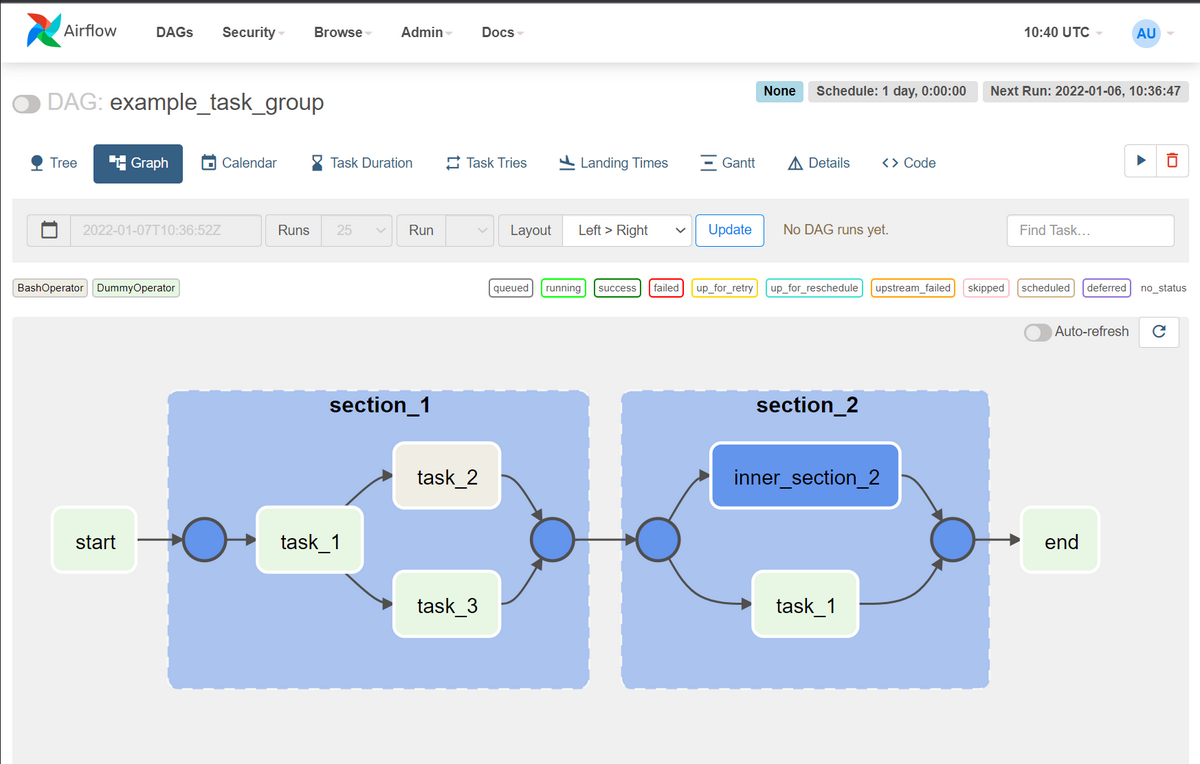 Airflow DAGs Security Browse Admin Docs 10:40 UTC AU
DAG: example_task_group None Schedule: 1 day, 0:00:00 Next Run: 2022-01-06, 10:36:47
Tree Graph Calendar Task Duration Task Tries Landing Times Gantt Details <> Code
2022-01-07T10:36:52Z Runs 25 Run Layout Left > Right Update No DAG runs yet. Find Task...
BashOperator DummyOperator queued running success failed up_for_retry up_for_reschedule upstream_failed skipped scheduled deferred no_status
Auto-refresh
section_1
section_2
task_2
inner_section_2
start
task_1
end
task_3
task_1